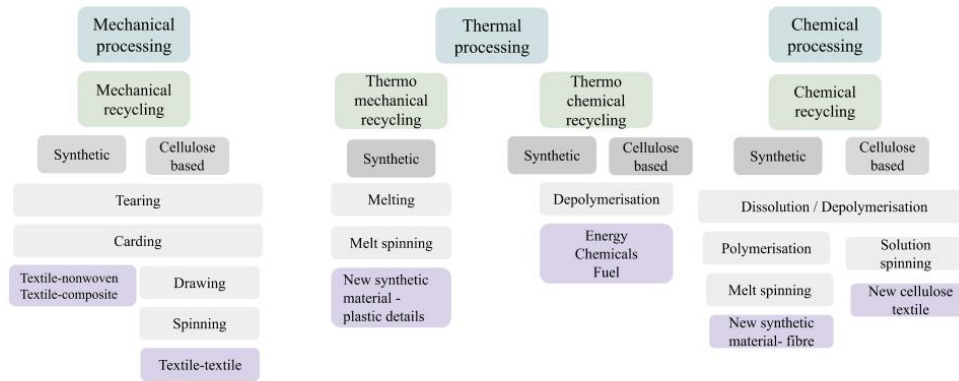 Mechanical
processing
Thermal
processing
Chemical
processing
Mechanical
recycling
Thermo
mechanical
recycling
Thermo
chemical
recycling
Chemical
recycling
Synthetic
Cellulose
based
Synthetic
Synthetic
Cellulose
based
Synthetic
Cellulose
based
Tearing
Melting
Depolymerisation
Dissolution / Depolymerisation
Carding
Melt spinning
Energy
Chemicals
Fuel
Polymerisation
Solution
spinning
Textile-nonwoven
Textile-composite
Drawing
New synthetic
material -
plastic details
Melt spinning
New cellulose
textile
Spinning
New synthetic
material- fibre
Textile-textile